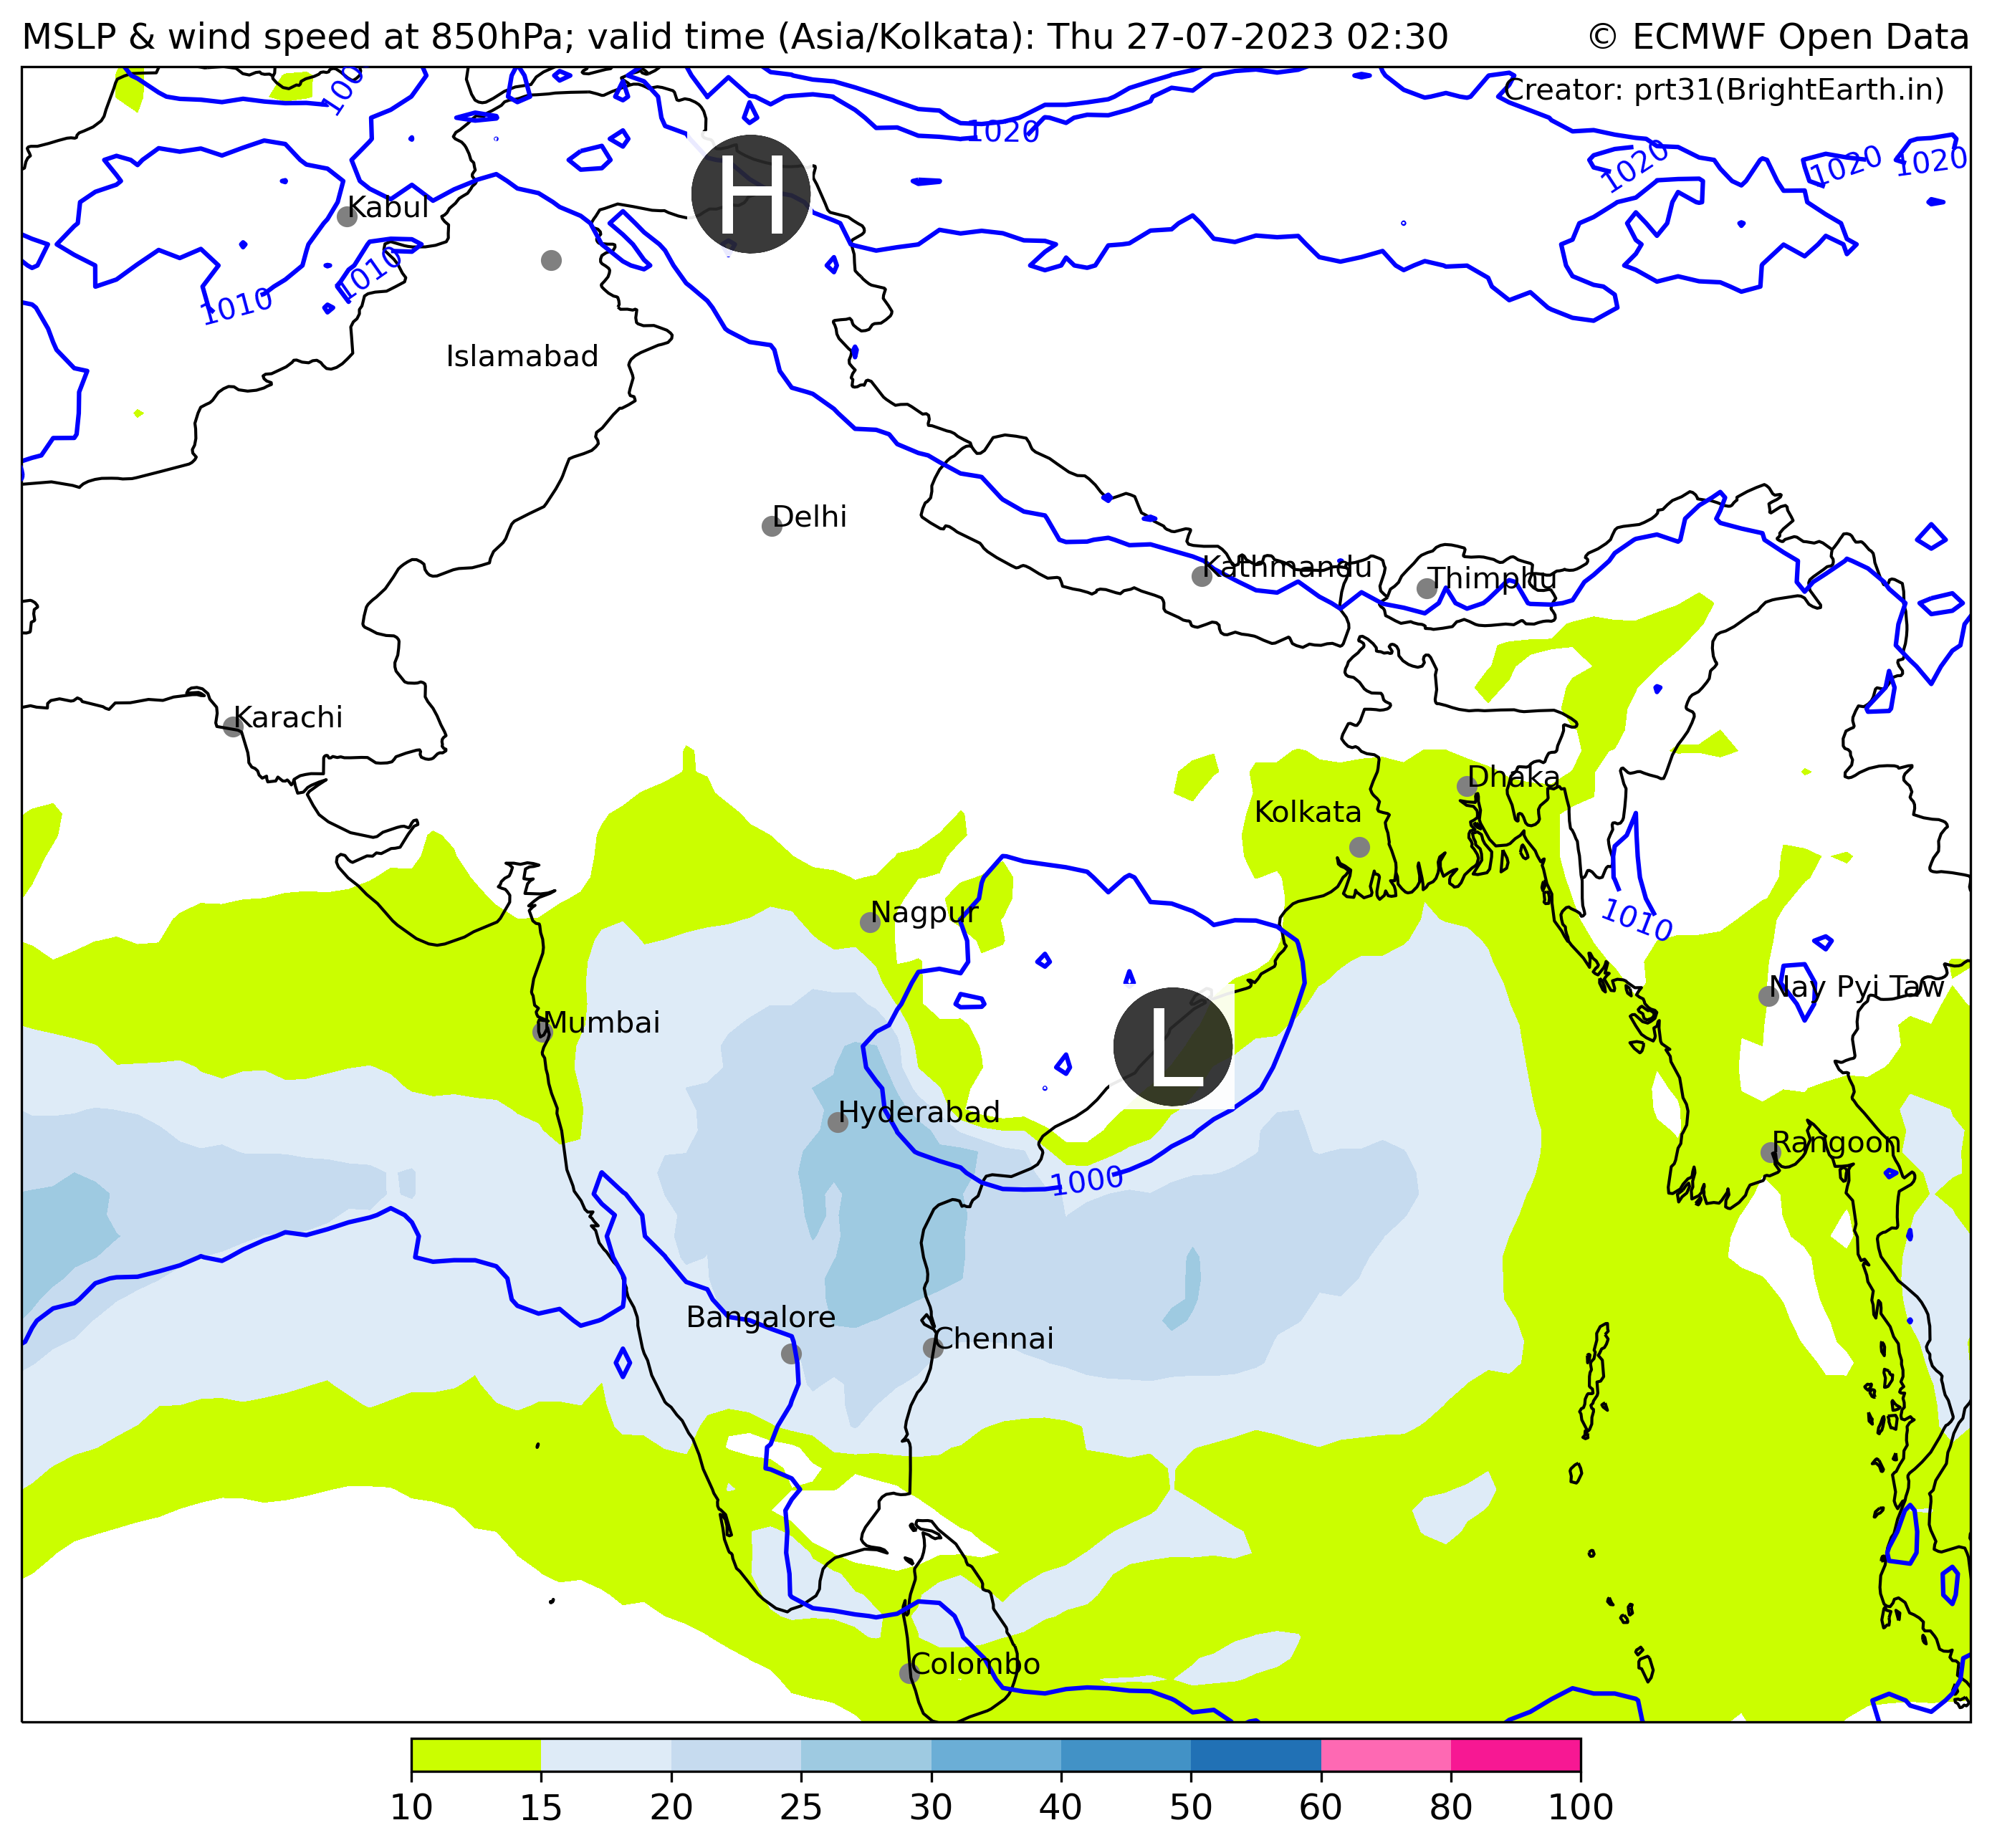 MSLP & wind speed at 850hPa; valid time (Asia/Kolkata): Thu 27-07-2023 02:30
© ECMWF Open Data
Creator: prt31(BrightEarth.in)
1020
1020
1020
1020
H
Kabul
1010
1010
Islamabad
Delhi
Kathmandu
Thimphu
Karachi
Dhaka
Kolkata
Nagpur
1010
Nay Pyi Taw
Mumbai
L
Hyderabad
Rangoon
1000
Bangalore
Chennai
Colombo
10 15 20 25 30 40 50 60 80 100